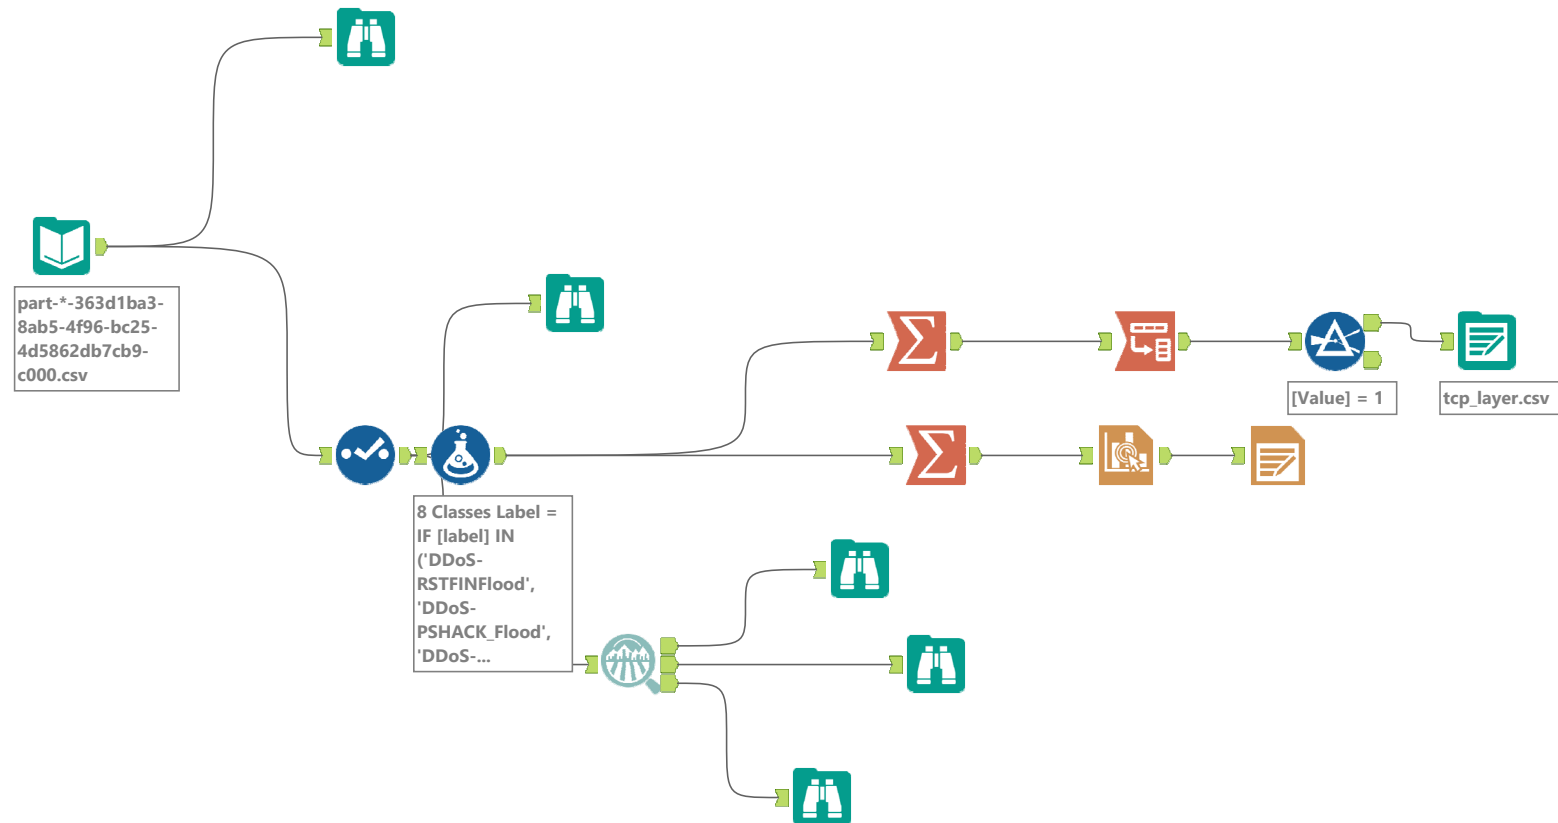 part-*-363d1ba3-
8ab5-4f96-bc25-
4d5862db7cb9-
c000.csv
[Value] = 1
tcp_layer.csv
8 Classes Label =
IF [label] IN
('DDoS-
RSTFINFlood',
'DDoS-
PSHACK_Flood',
'DDoS-...